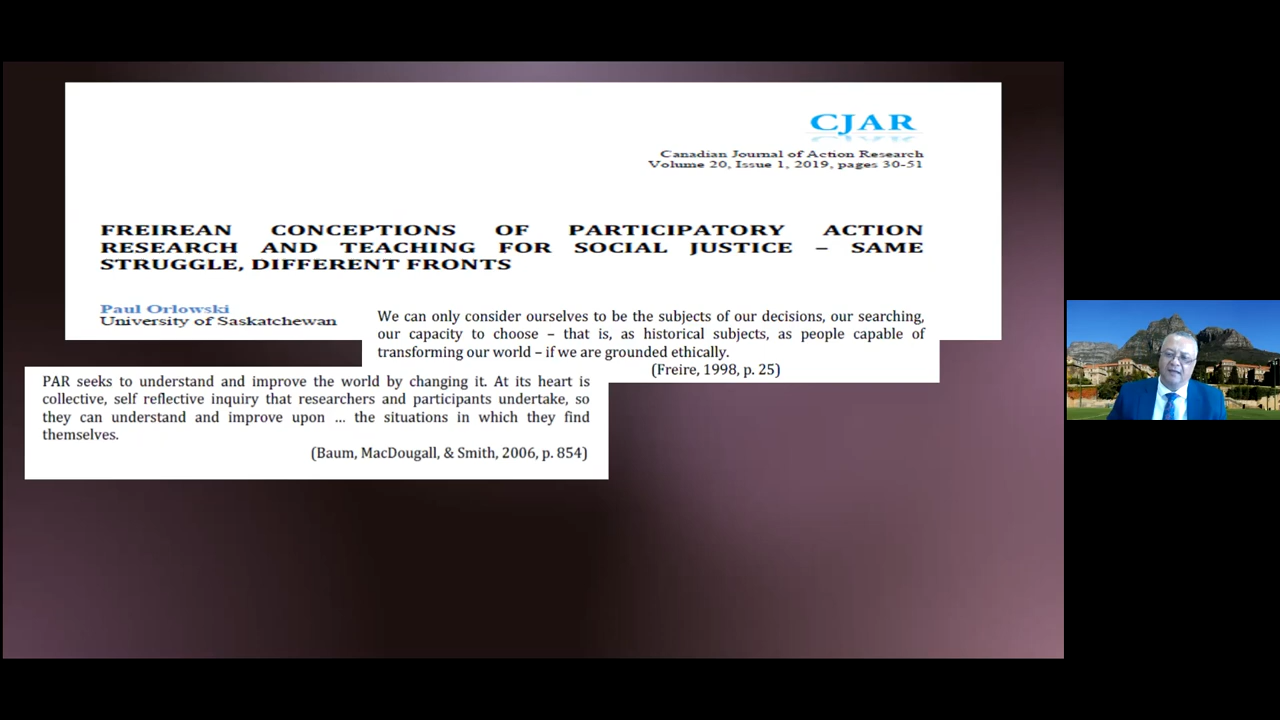 CJAR
Canadian Journal of Action Research
Volume 20, Issue 1, 2019, pages 30-51
FREIREAN CONCEPTIONS OF PARTICIPATORY ACTION
RESEARCH AND TEACHING FOR SOCIAL JUSTICE – SAME
STRUGGLE, DIFFERENT FRONTS
Paul Orlowski
University of Saskatchewan
We can only consider ourselves to be the subjects of our decisions, our searching,
our capacity to choose – that is, as historical subjects, as people capable of
transforming our world – if we are grounded ethically.
(Freire, 1998, p. 25)
PAR seeks to understand and improve the world by changing it. At its heart is
collective, self reflective inquiry that researchers and participants undertake, so
they can understand and improve upon ... the situations in which they find
themselves.
(Baum, MacDougall, & Smith, 2006, p. 854)